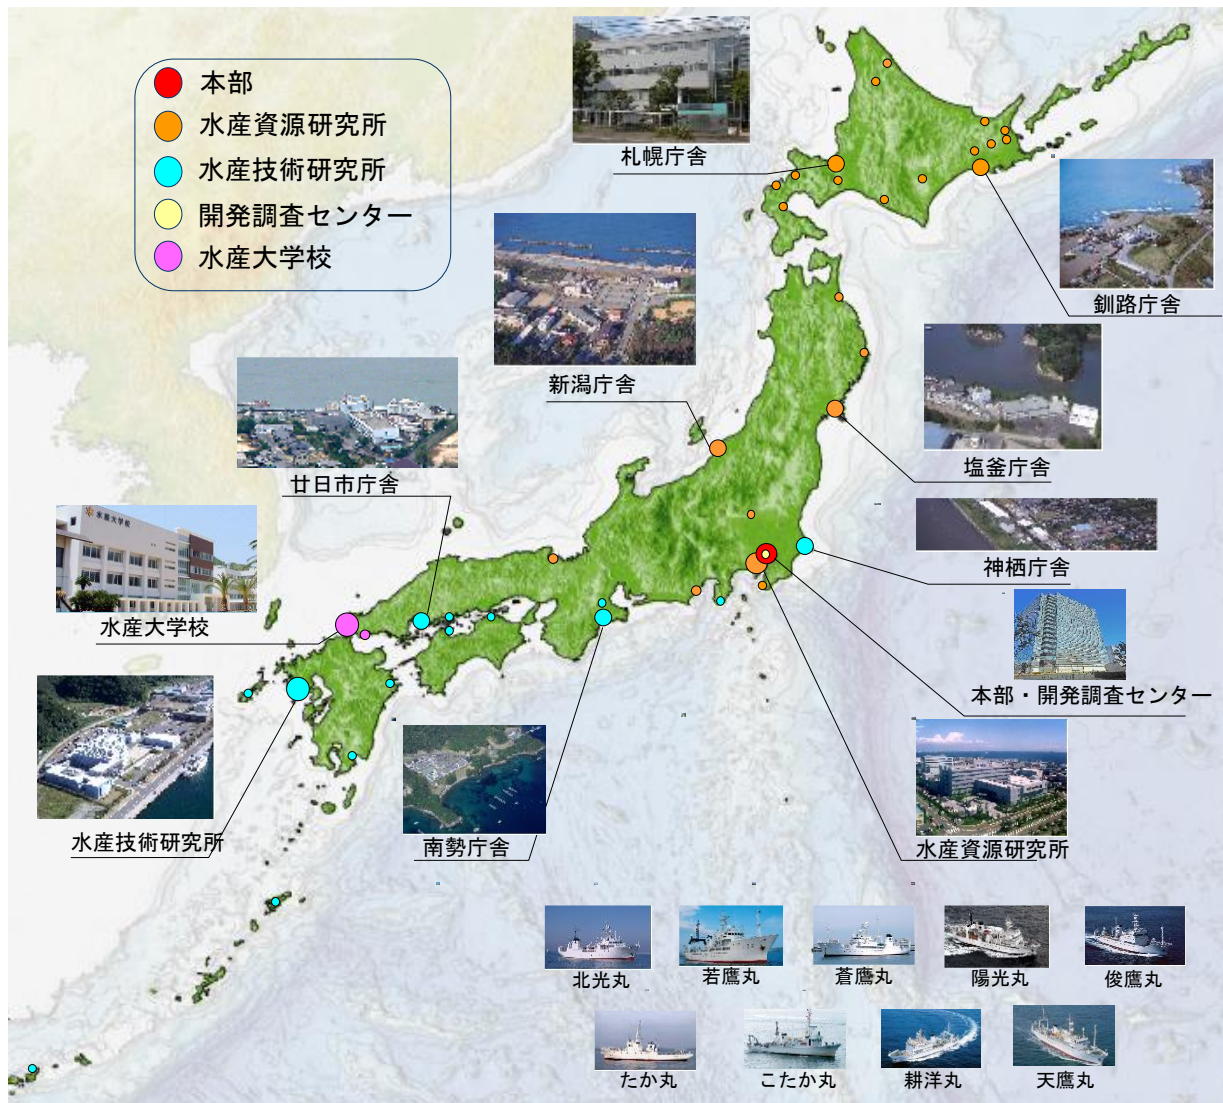 本部
水産資源研究所
水産技術研究所
開発調査センター
水産大学校
札幌庁舎
釧路庁舎
新潟庁舎
塩釜庁舎
廿日市庁舎
神栖庁舎
水産大学校
水産大学校
本部・開発調査センター
水産技術研究所
南勢庁舎
水産資源研究所
北光丸
若鷹丸
蒼鷹丸
陽光丸
俊鷹丸
たか丸
こたか丸
耕洋丸
天鷹丸